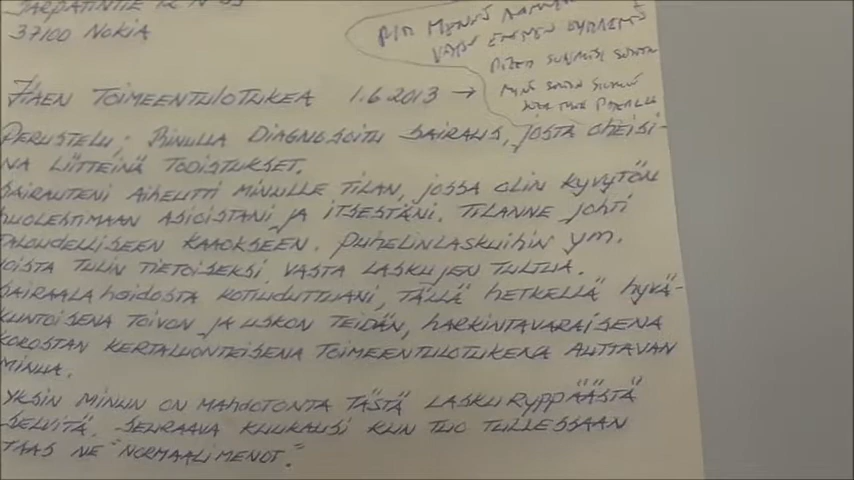 37100 NOKIA
HAEN TOIMEENTULOTUKEA 1.6.2013 →
PERUSTELU; MINULLA DIAGNOSOITU SAIRAUS, JOSTA OHEISI-
NA LIITTEINÄ TODISTUKSET.
SAIRAUTENI AIHEUTTI MINULLE TILAN, JOSSA OLIN KYVYTÖN
HUOLEHTIMAAN ASIOISTANI JA ITSESTÄNI. TILANNE JOHTI
TALOUDELLISEEN KAAOKSEEN. PUHELINLASKUIHIN YM.
JOISTA TULIN TIETOISEKSI VASTA LASKUJEN TULTUA.
SAIRAALAHOIDOSTA KOTIUDUTTUANI, TÄLLÄ HETKELLÄ HYVÄ-
KUNTOISENA TOIVON JA USKON TEIDÄN, HARKINTAVARAISENA
KOROSTAN KERTALUONTEISENA TOIMEENTULOTUKENA AUTTAVAN
MINUA.
YKSIN MINUN ON MAHDOTONTA TÄSTÄ LASKURYPPÄÄSTÄ
SELVITÄ. SEURAAVA KUUKAUSI KUN TUO TULLESSAAN
TAAS NE "NORMAALIMENOT."